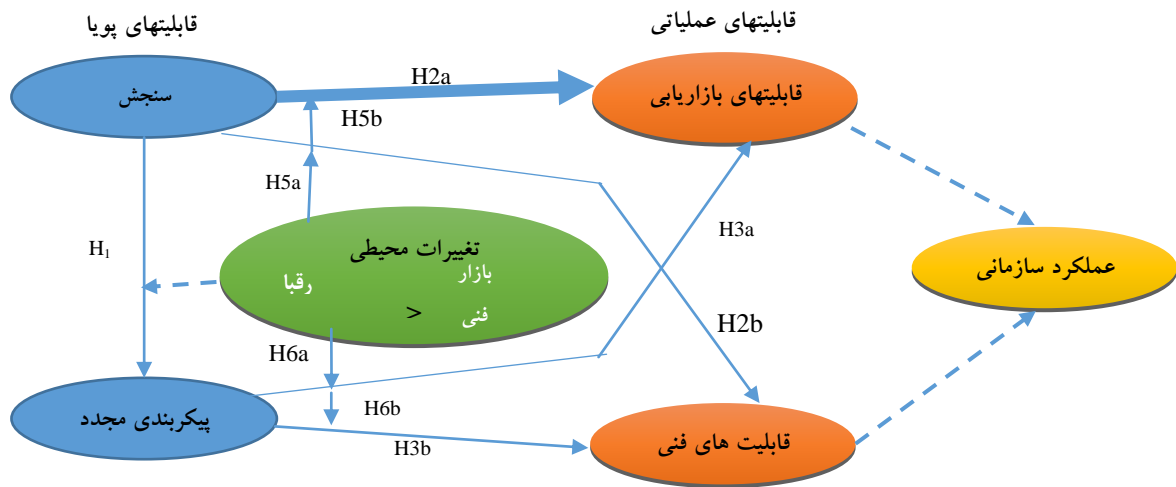 قابلیتهای پویا
قابلیتهای عملیاتی
سنجش
H2a
قابلیتهای بازاریابی
H5b
H5a
H1
تغییرات محیطی
بازار
رقبا
فنی
>
H3a
عملکرد سازمانی
H2b
H6a
H6b
پیکربندی مجدد
H3b
قابلیت های فنی